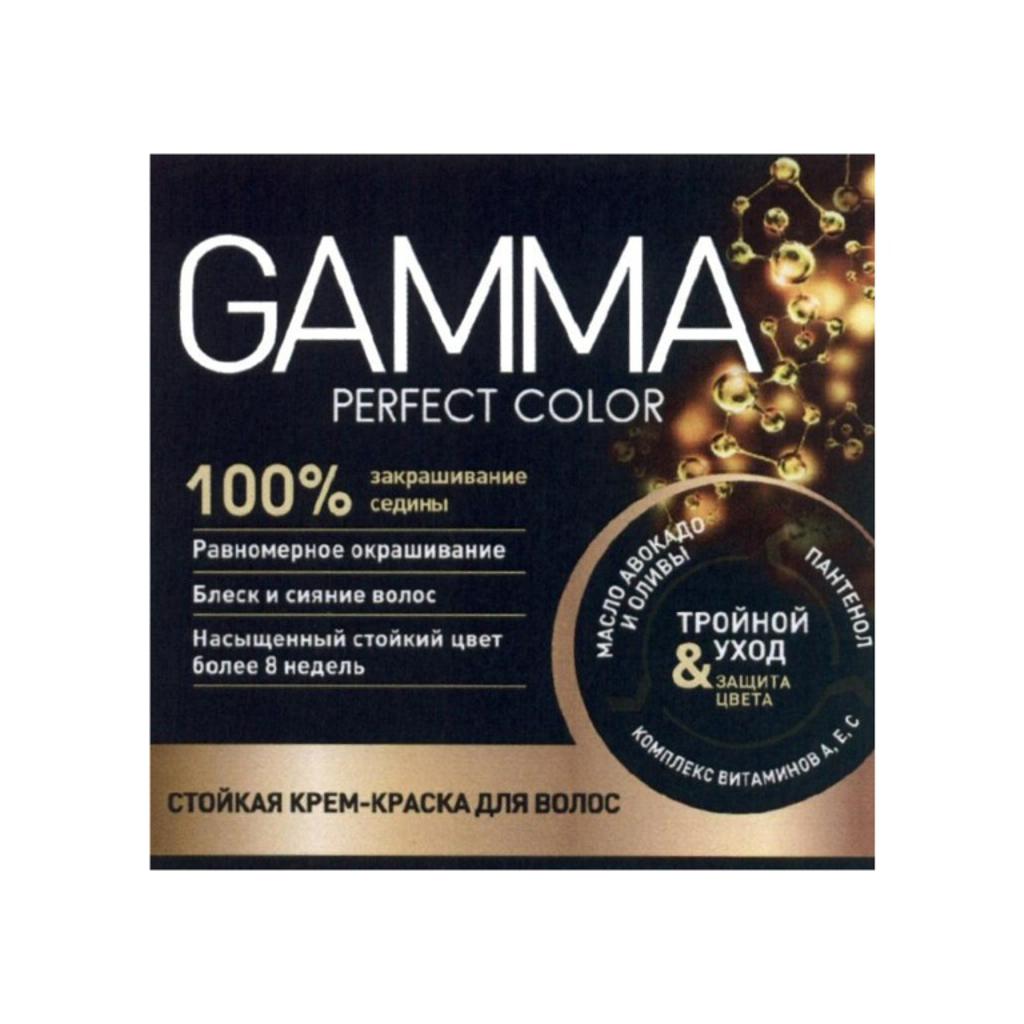 GAMMA
PERFECT COLOR
100% закрашивание
седины
Равномерное окрашивание
Блеск и сияние волос
Насыщенный стойкий цвет
более 8 недель
МАСЛО АВОКАДО
И ОЛИВЫ
ПАНТЕНОЛ
ТРОЙНОЙ
& УХОД
ЗАЩИТА
ЦВЕТА
КОМПЛЕКС ВИТАМИНОВ А, Е, С
СТОЙКАЯ КРЕМ-КРАСКА ДЛЯ ВОЛОС